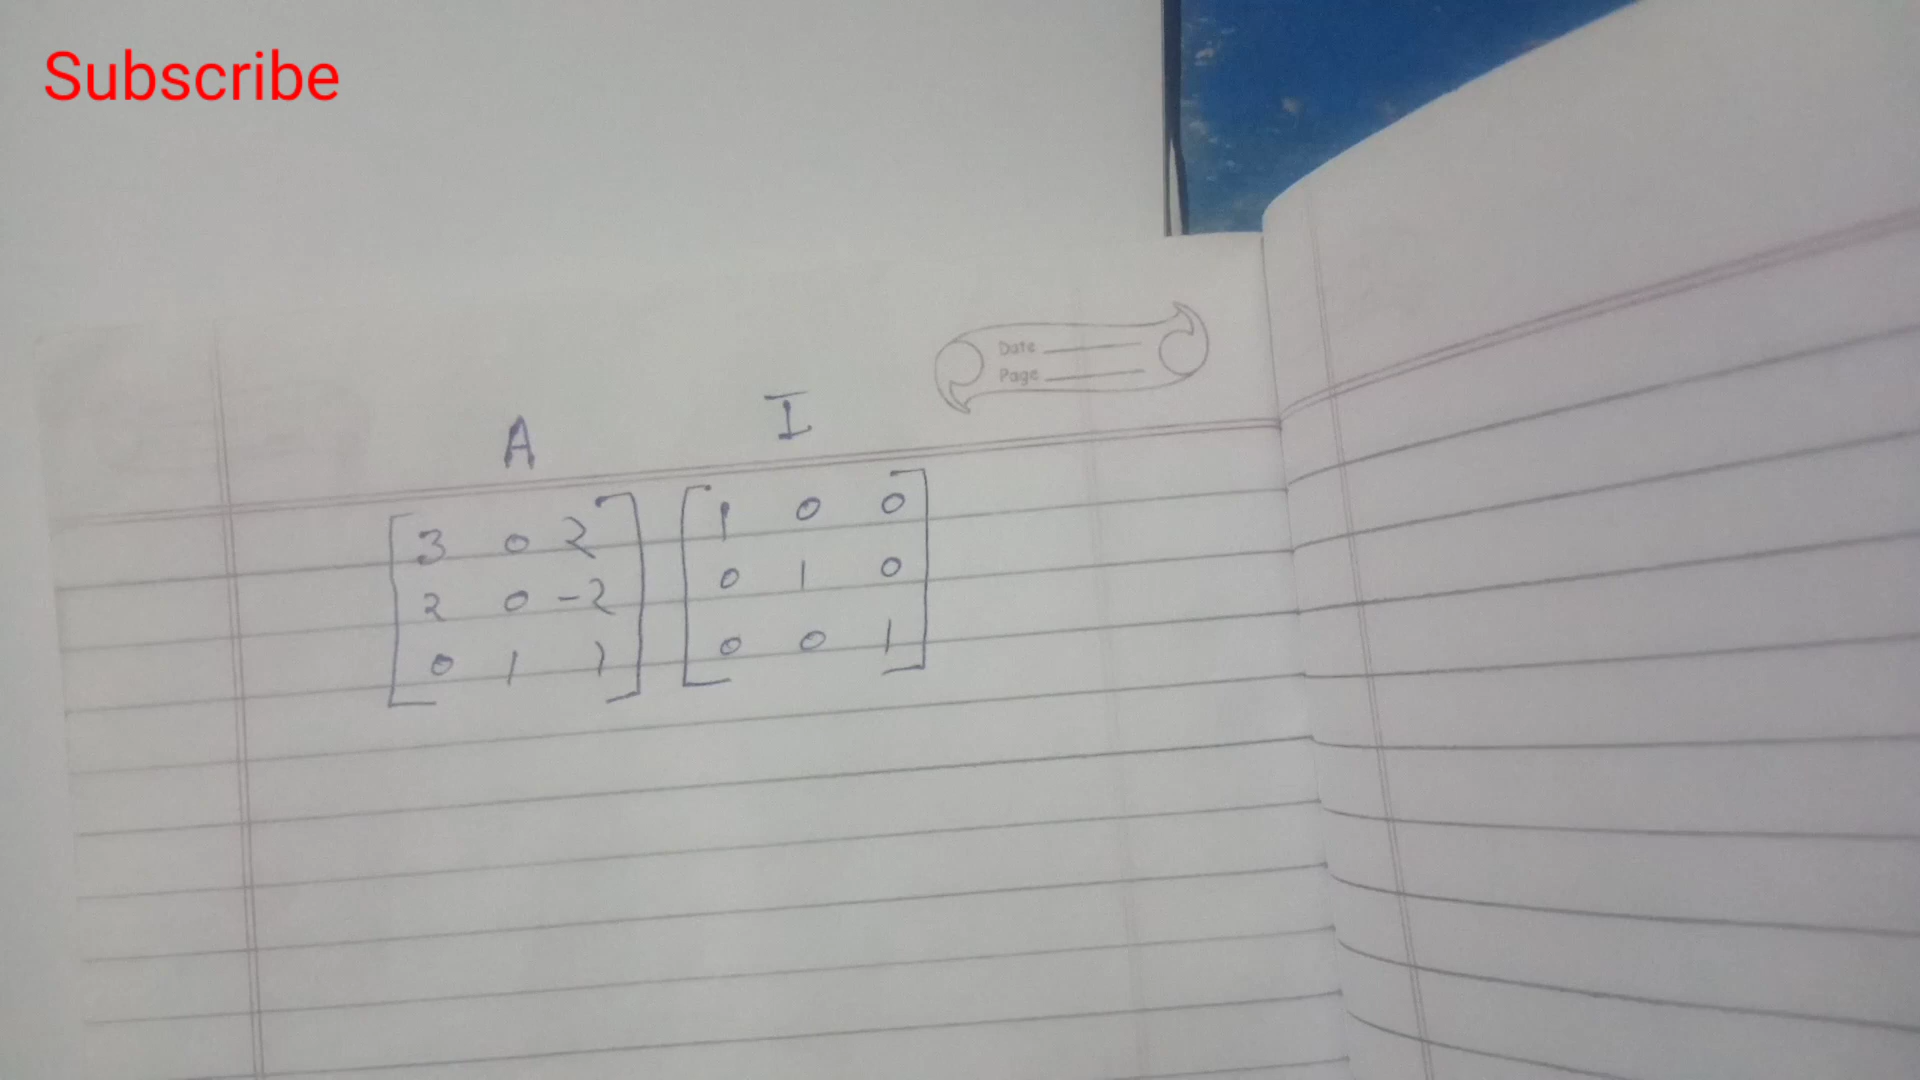 Subscribe
Date
Page
A I
3 0 2 1 0 0
2 0 -2 0 1 0
0 1 1 0 0 1